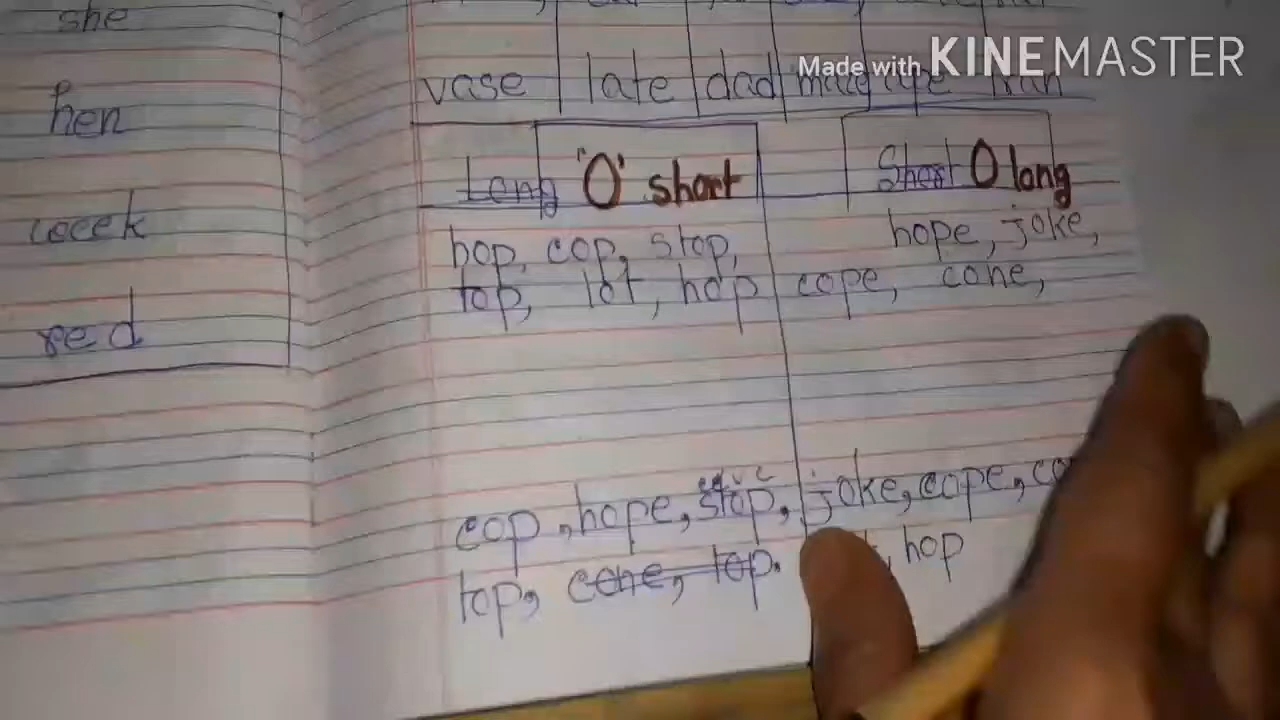 she
hen
week
red
Made with KINEMASTER
vase late dad
Long 'O' short
Short O long
hop, cop, stop,
top, lot, hop
hope, joke,
cope, cone,
cop, hope, stop, joke, cope,
top, cone, top. hop